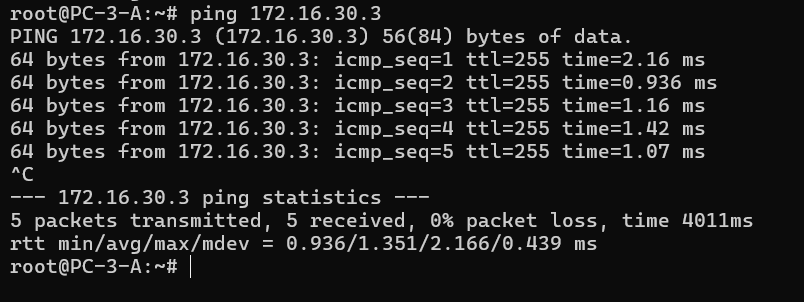 root@PC-3-A:~# ping 172.16.30.3
PING 172.16.30.3 (172.16.30.3) 56(84) bytes of data.
64 bytes from 172.16.30.3: icmp_seq=1 ttl=255 time=2.16 ms
64 bytes from 172.16.30.3: icmp_seq=2 ttl=255 time=0.936 ms
64 bytes from 172.16.30.3: icmp_seq=3 ttl=255 time=1.16 ms
64 bytes from 172.16.30.3: icmp_seq=4 ttl=255 time=1.42 ms
64 bytes from 172.16.30.3: icmp_seq=5 ttl=255 time=1.07 ms
^C
--- 172.16.30.3 ping statistics ---
5 packets transmitted, 5 received, 0% packet loss, time 4011ms
rtt min/avg/max/mdev = 0.936/1.351/2.166/0.439 ms
root@PC-3-A:~#